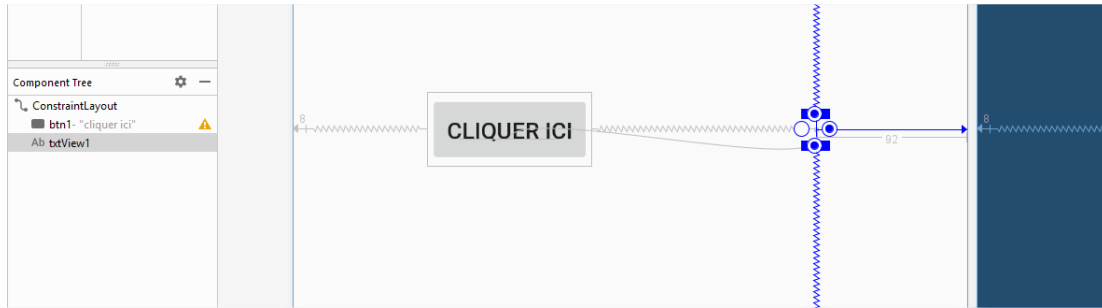 Component Tree
ConstraintLayout
btn1- "cliquer ici"
Ab txtView1
8
CLIQUER ICI
92
8